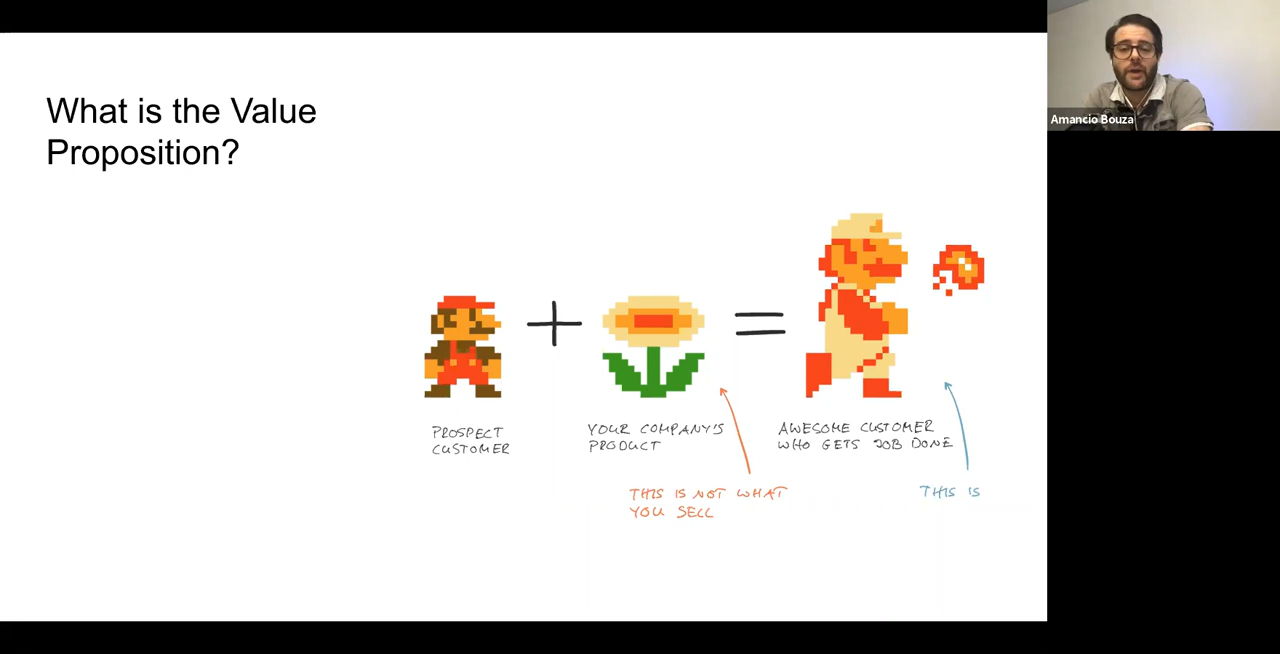 What is the Value
Proposition?
Amancio Bouza
+
=
PROSPECT
CUSTOMER
YOUR COMPANY'S
PRODUCT
AWESOME CUSTOMER
WHO GETS JOB DONE
THIS IS NOT WHAT
YOU SELL
THIS IS